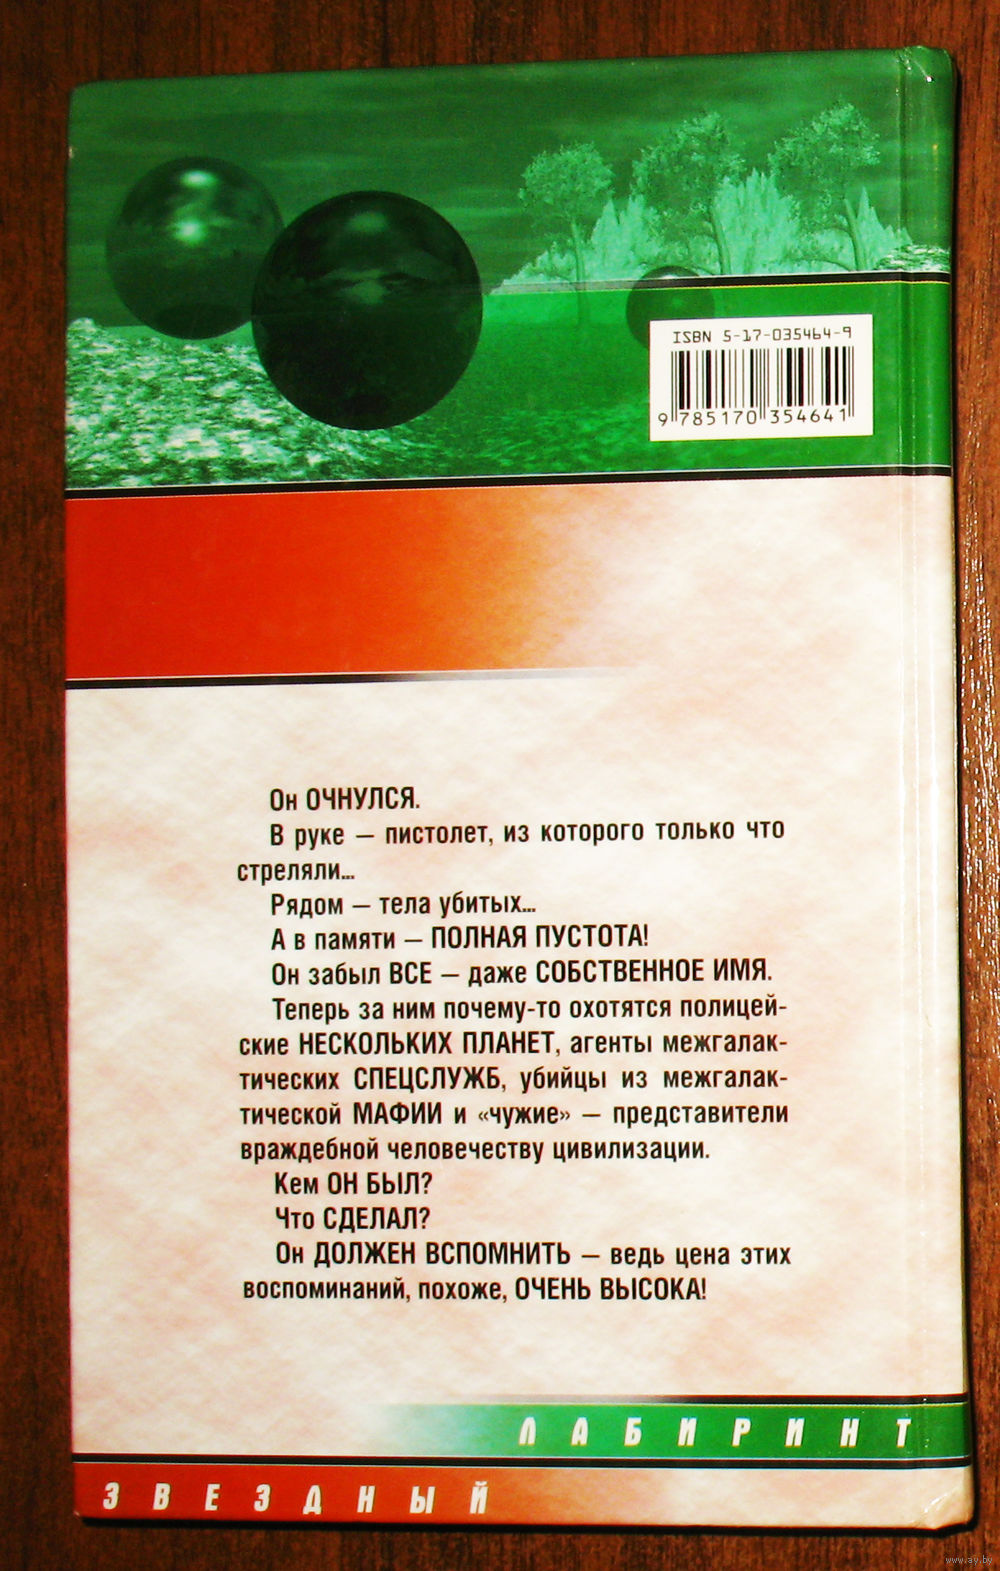 ISBN 5-17-035464-9
9 785170 354641
Он ОЧНУЛСЯ.
В руке — пистолет, из которого только что
стреляли...
Рядом — тела убитых...
А в памяти — ПОЛНАЯ ПУСТОТА!
Он забыл ВСЕ — даже СОБСТВЕННОЕ ИМЯ.
Теперь за ним почему-то охотятся полицей-
ские НЕСКОЛЬКИХ ПЛАНЕТ, агенты межгалак-
тических СПЕЦСЛУЖБ, убийцы из межгалак-
тической МАФИИ и «чужие» — представители
враждебной человечеству цивилизации.
Кем ОН БЫЛ?
Что СДЕЛАЛ?
Он ДОЛЖЕН ВСПОМНИТЬ — ведь цена этих
воспоминаний, похоже, ОЧЕНЬ ВЫСОКА!
ЛАБИРИНТ
ЗВЕЗДНЫЙ
www.ay.by